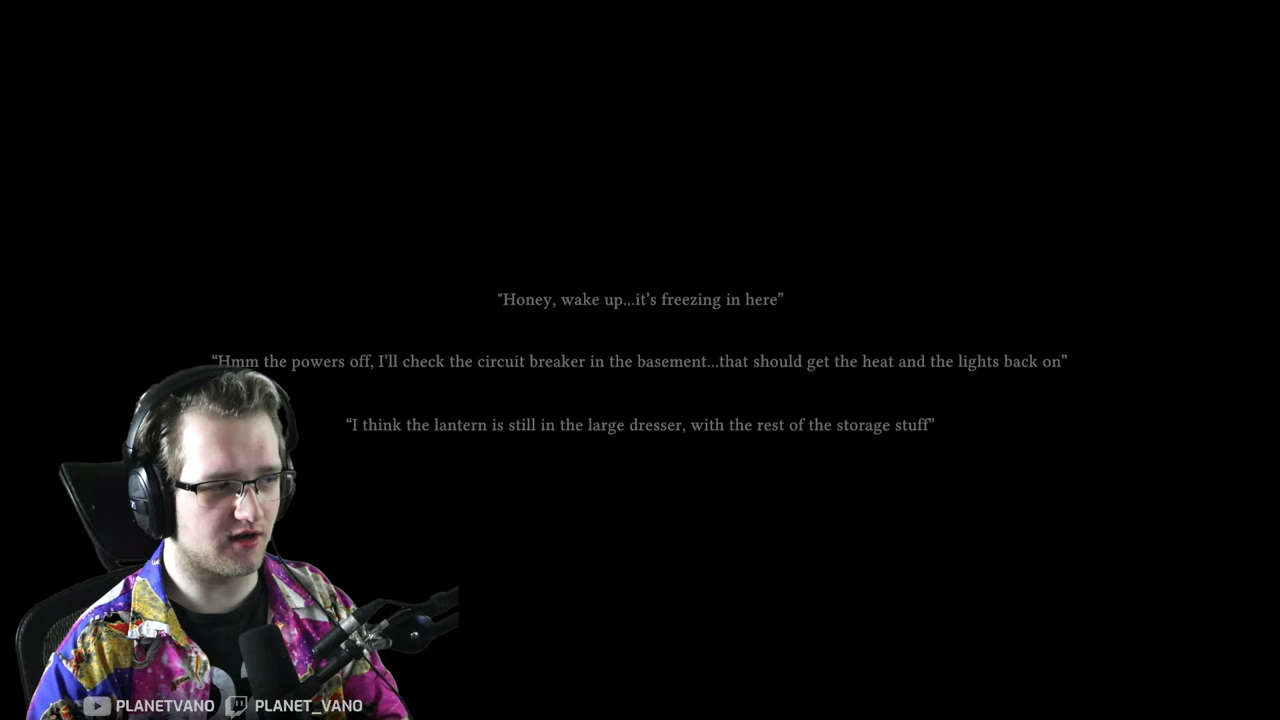 "Honey, wake up...it’s freezing in here”
“Hmm the powers off, I’ll check the circuit breaker in the basement...that should get the heat and the lights back on”
“I think the lantern is still in the large dresser, with the rest of the storage stuff”
PLANETVANO PLANET_VANO